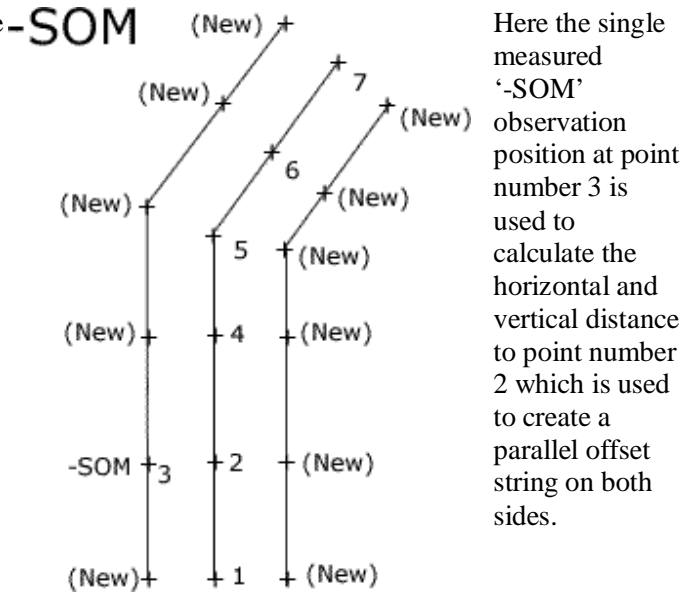 e-SOM
(New)
7
(New)
(New)
6
(New)
(New)
5
(New)
(New)
4
(New)
-SOM
3
2
(New)
(New)
1
(New)
Here the single
measured
‘-SOM’
observation
position at point
number 3 is
used to
calculate the
horizontal and
vertical distance
to point number
2 which is used
to create a
parallel offset
string on both
sides.